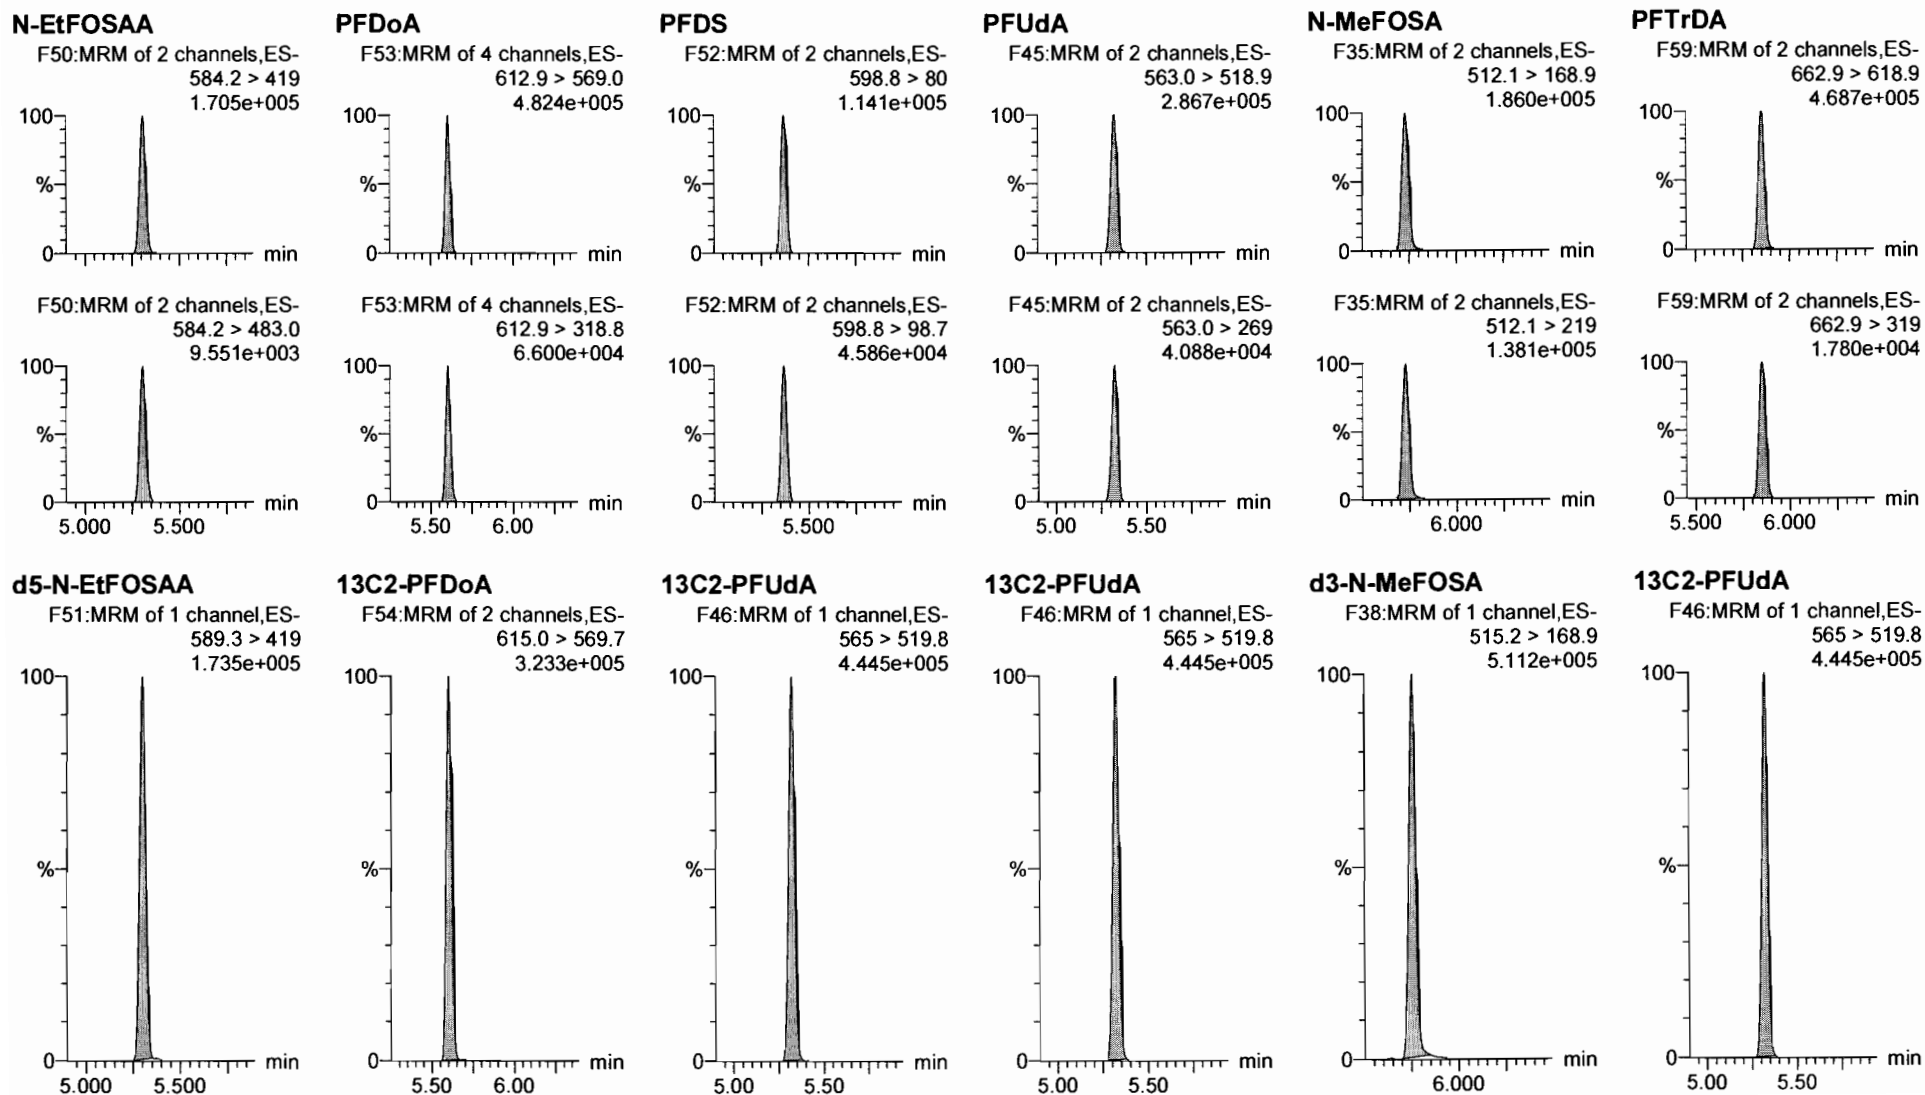 N-EtFOSAA
F50:MRM of 2 channels,ES-
584.2 > 419
1.705e+005
100
%
0
min
F50:MRM of 2 channels,ES-
584.2 > 483.0
9.551e+003
100
%
0
min
5.000 5.500
PFDoA
F53:MRM of 4 channels,ES-
612.9 > 569.0
4.824e+005
100
%
0
min
F53:MRM of 4 channels,ES-
612.9 > 318.8
6.600e+004
100
%
0
min
5.50 6.00
PFDS
F52:MRM of 2 channels,ES-
598.8 > 80
1.141e+005
100
%
0
min
F52:MRM of 2 channels,ES-
598.8 > 98.7
4.586e+004
100
%
0
min
5.500
PFUdA
F45:MRM of 2 channels,ES-
563.0 > 518.9
2.867e+005
100
%
0
min
F45:MRM of 2 channels,ES-
563.0 > 269
4.088e+004
100
%
0
min
5.00 5.50
N-MeFOSA
F35:MRM of 2 channels,ES-
512.1 > 168.9
1.860e+005
100
%
0
min
F35:MRM of 2 channels,ES-
512.1 > 219
1.381e+005
100
%
0
min
6.000
PFTrDA
F59:MRM of 2 channels,ES-
662.9 > 618.9
4.687e+005
100
%
0
min
F59:MRM of 2 channels,ES-
662.9 > 319
1.780e+004
100
%
0
min
5.500 6.000
d5-N-EtFOSAA
F51:MRM of 1 channel,ES-
589.3 > 419
1.735e+005
100
%
0
min
5.000 5.500
13C2-PFDoA
F54:MRM of 2 channels,ES-
615.0 > 569.7
3.233e+005
100
%
0
min
5.50 6.00
13C2-PFUdA
F46:MRM of 1 channel,ES-
565 > 519.8
4.445e+005
100
%
0
min
5.00 5.50
13C2-PFUdA
F46:MRM of 1 channel,ES-
565 > 519.8
4.445e+005
100
%
0
min
5.00 5.50
d3-N-MeFOSA
F38:MRM of 1 channel,ES-
515.2 > 168.9
5.112e+005
100
%
0
min
6.000
13C2-PFUdA
F46:MRM of 1 channel,ES-
565 > 519.8
4.445e+005
100
%
0
min
5.00 5.50